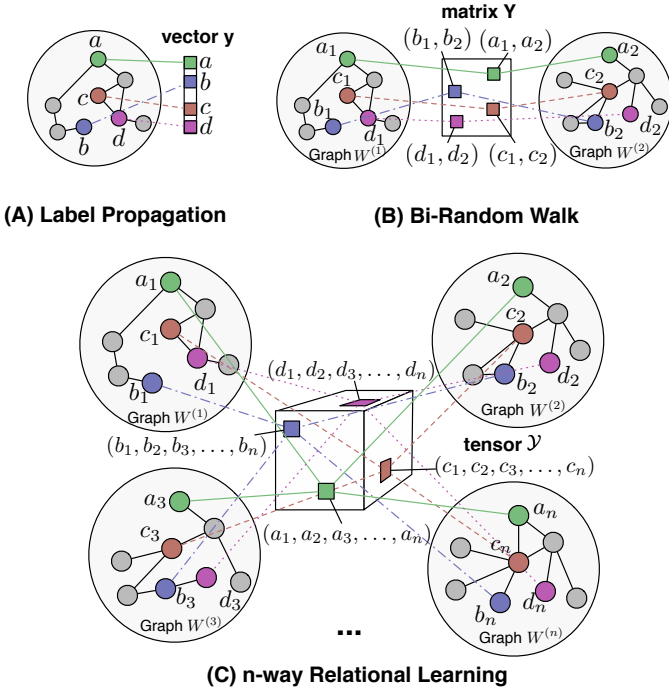 vector y
a
b
c
d
a
c
b
d
(A) Label Propagation
matrix Y
(b₁, b₂) (a₁, a₂)
a₁
c₁
b₁
d₁
Graph W⁽¹⁾
(d₁, d₂) (c₁, c₂)
a₂
c₂
b₂
d₂
Graph W⁽²⁾
(B) Bi-Random Walk
a₁
c₁
b₁
d₁
Graph W⁽¹⁾
a₂
c₂
b₂
d₂
Graph W⁽²⁾
(d₁, d₂, d₃, . . . , dₙ)
(b₁, b₂, b₃, . . . , bₙ)
tensor 𝒴
(c₁, c₂, c₃, . . . , cₙ)
(a₁, a₂, a₃, . . . , aₙ)
a₃
c₃
b₃
d₃
Graph W⁽³⁾
aₙ
cₙ
bₙ
dₙ
Graph W⁽ⁿ⁾
...
(C) n-way Relational Learning